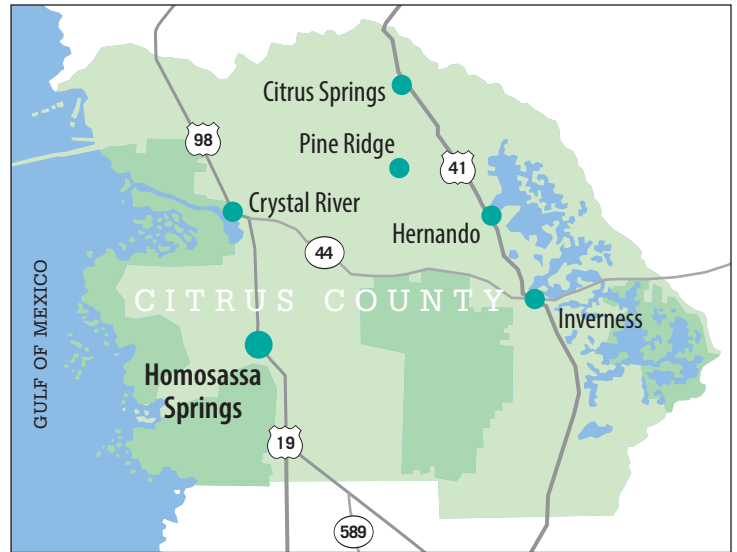 Citrus Springs
98
Pine Ridge
41
Crystal River
Hernando
44
GULF OF MEXICO
CITRUS COUNTY
Inverness
Homosassa
Springs
19
589